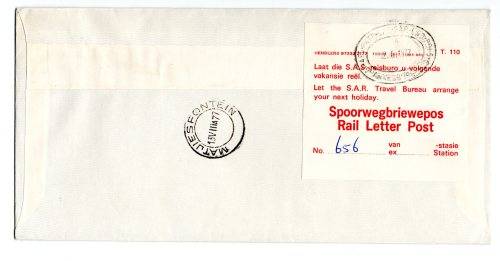 T. 110
Laat die S.A.S. reisburo u volgende
vakansie reël.
Let the S.A.R. Travel Bureau arrange
your next holiday.
Spoorwegbriewepos
Rail Letter Post
No. 656 van -stasie
ex Station
MATJIESFONTEIN